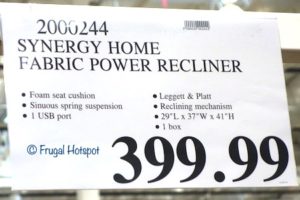 2000244
SYNERGY HOME
FABRIC POWER RECLINER
• Foam seat cushion
• Sinuous spring suspension
• 1 USB port
• Leggett & Platt
• Reclining mechanism
• 29"L x 37"W x 41"H
• 1 box
© Frugal Hotspot
399.99